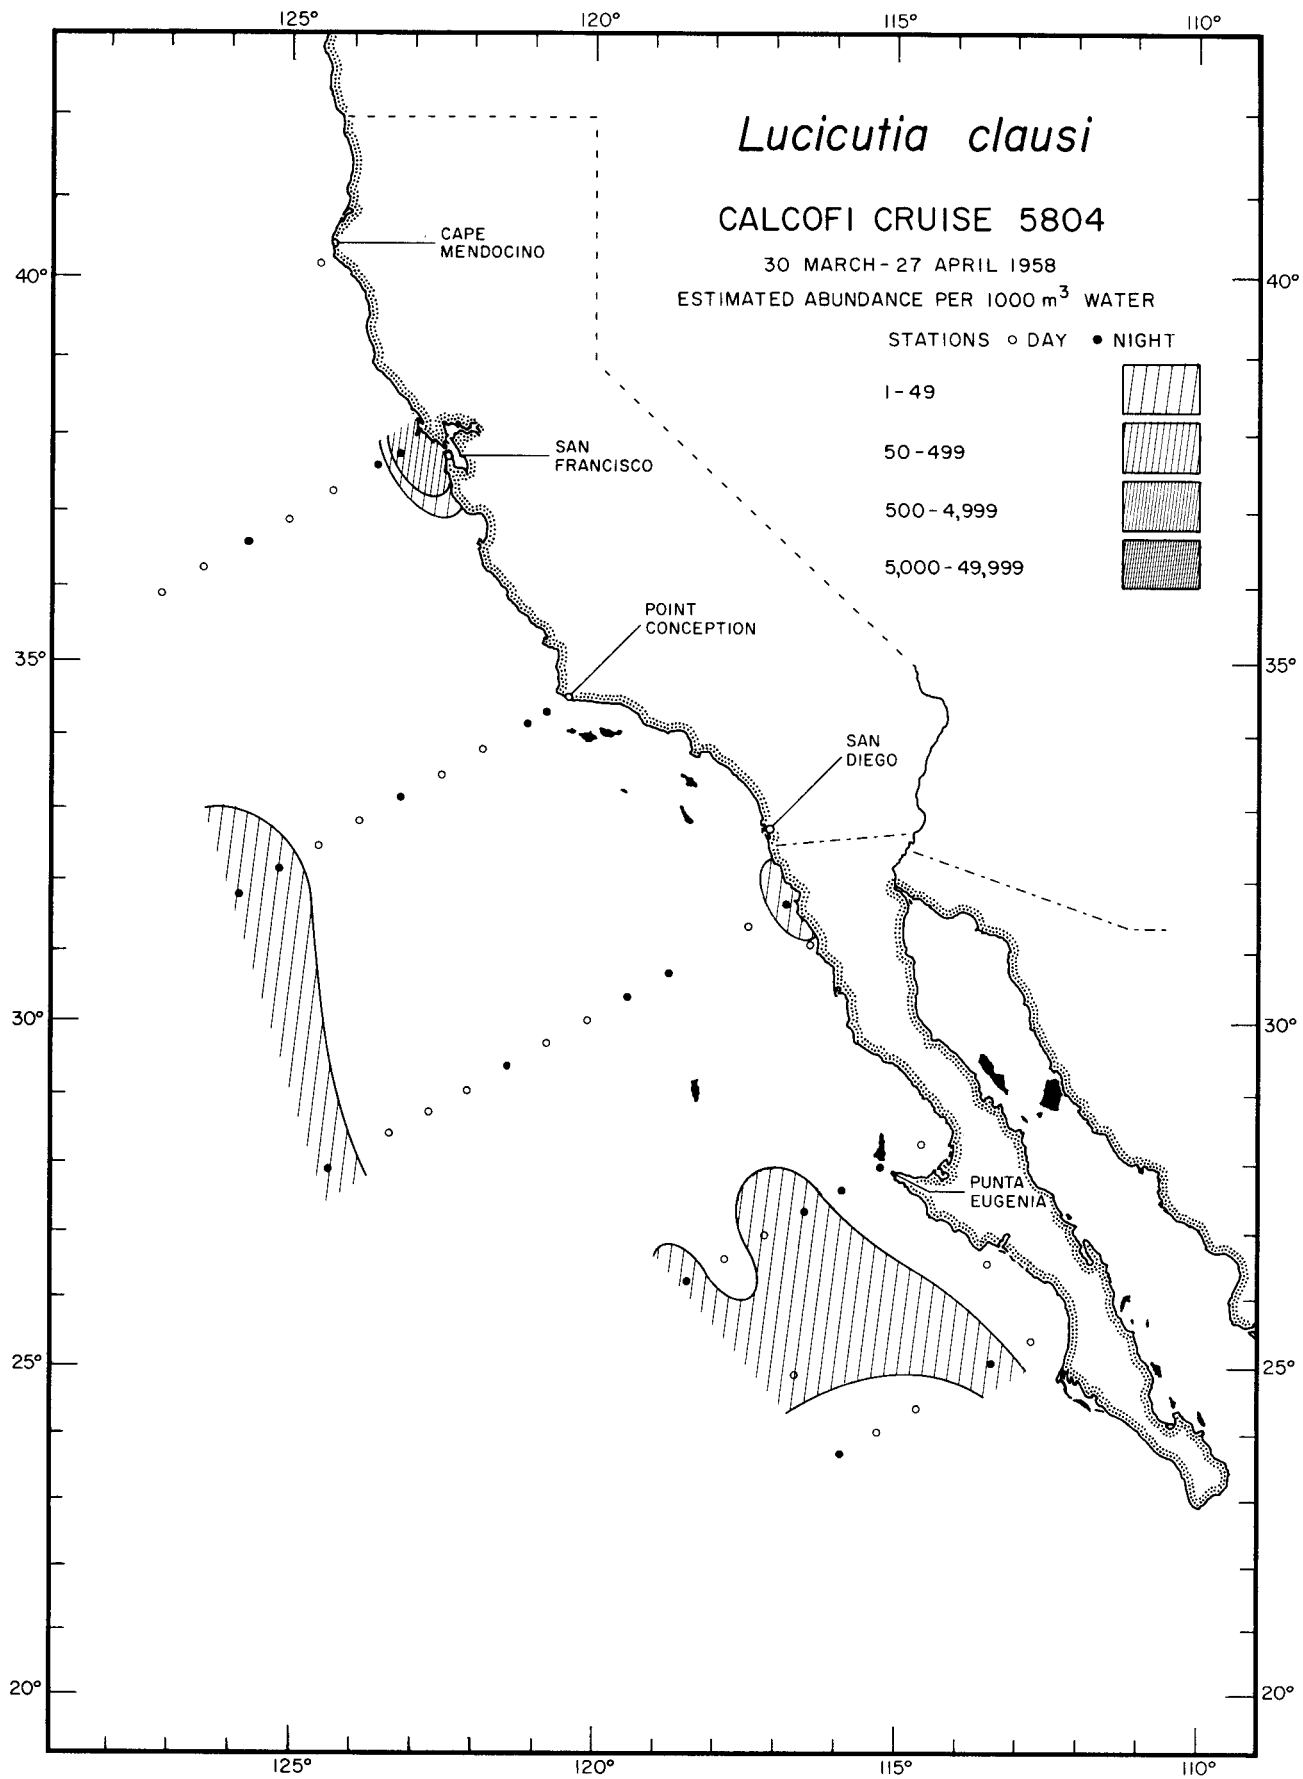 125° 120° 115° 110°
Lucicutia clausi
CALCOFI CRUISE 5804
30 MARCH-27 APRIL 1958
ESTIMATED ABUNDANCE PER 1000 m³ WATER
STATIONS ○ DAY ● NIGHT
1-49
50-499
500-4,999
5,000-49,999
CAPE
MENDOCINO
40° 40°
SAN
FRANCISCO
POINT
CONCEPTION
35° 35°
SAN
DIEGO
30° 30°
PUNTA
EUGENIA
25° 25°
20° 20°
125° 120° 115° 110°